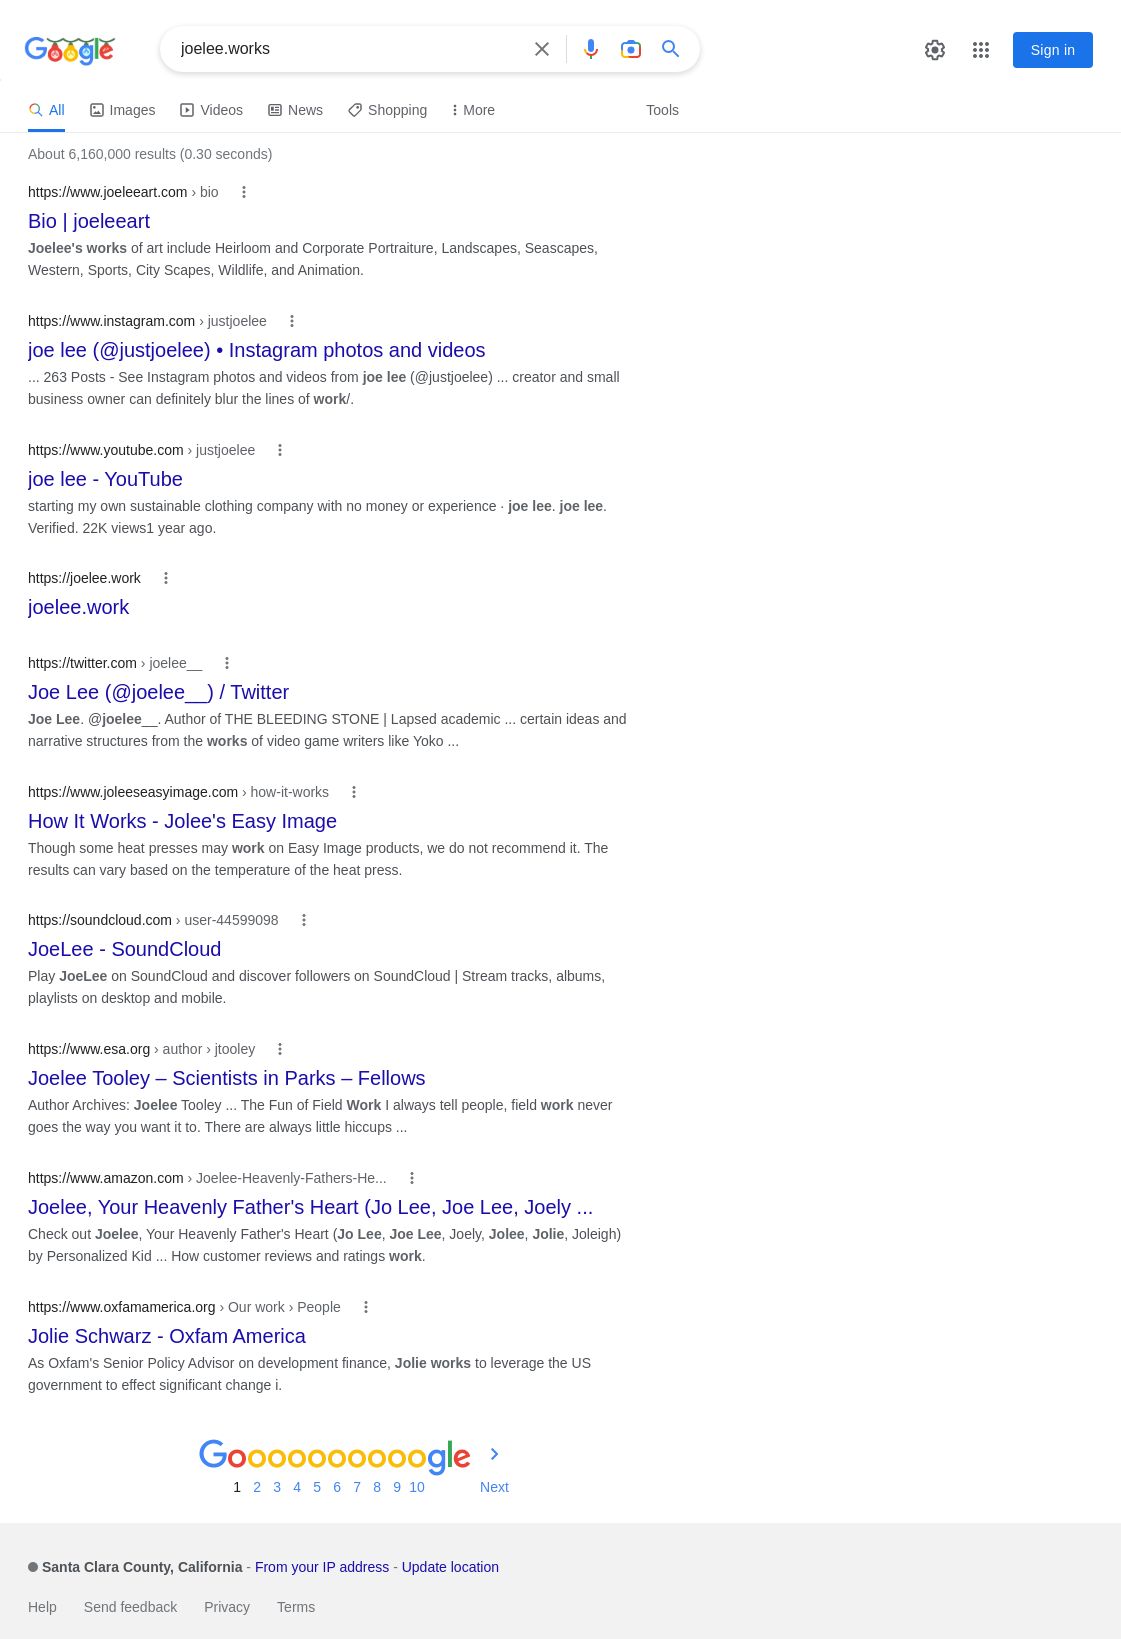 Google
joelee.works
Sign in
All Images Videos News Shopping More Tools
About 6,160,000 results (0.30 seconds)
https://www.joeleeart.com › bio
Bio | joeleeart
Joelee's works of art include Heirloom and Corporate Portraiture, Landscapes, Seascapes,
Western, Sports, City Scapes, Wildlife, and Animation.
https://www.instagram.com › justjoelee
joe lee (@justjoelee) • Instagram photos and videos
... 263 Posts - See Instagram photos and videos from joe lee (@justjoelee) ... creator and small
business owner can definitely blur the lines of work/.
https://www.youtube.com › justjoelee
joe lee - YouTube
starting my own sustainable clothing company with no money or experience · joe lee. joe lee.
Verified. 22K views1 year ago.
https://joelee.work
joelee.work
https://twitter.com › joelee__
Joe Lee (@joelee__) / Twitter
Joe Lee. @joelee__. Author of THE BLEEDING STONE | Lapsed academic ... certain ideas and
narrative structures from the works of video game writers like Yoko ...
https://www.joleeseasyimage.com › how-it-works
How It Works - Jolee's Easy Image
Though some heat presses may work on Easy Image products, we do not recommend it. The
results can vary based on the temperature of the heat press.
https://soundcloud.com › user-44599098
JoeLee - SoundCloud
Play JoeLee on SoundCloud and discover followers on SoundCloud | Stream tracks, albums,
playlists on desktop and mobile.
https://www.esa.org › author › jtooley
Joelee Tooley – Scientists in Parks – Fellows
Author Archives: Joelee Tooley ... The Fun of Field Work I always tell people, field work never
goes the way you want it to. There are always little hiccups ...
https://www.amazon.com › Joelee-Heavenly-Fathers-He...
Joelee, Your Heavenly Father's Heart (Jo Lee, Joe Lee, Joely ...
Check out Joelee, Your Heavenly Father's Heart (Jo Lee, Joe Lee, Joely, Jolee, Jolie, Joleigh)
by Personalized Kid ... How customer reviews and ratings work.
https://www.oxfamamerica.org › Our work › People
Jolie Schwarz - Oxfam America
As Oxfam's Senior Policy Advisor on development finance, Jolie works to leverage the US
government to effect significant change i.
Goooooooooogle
1 2 3 4 5 6 7 8 9 10 Next
Santa Clara County, California - From your IP address - Update location
Help Send feedback Privacy Terms